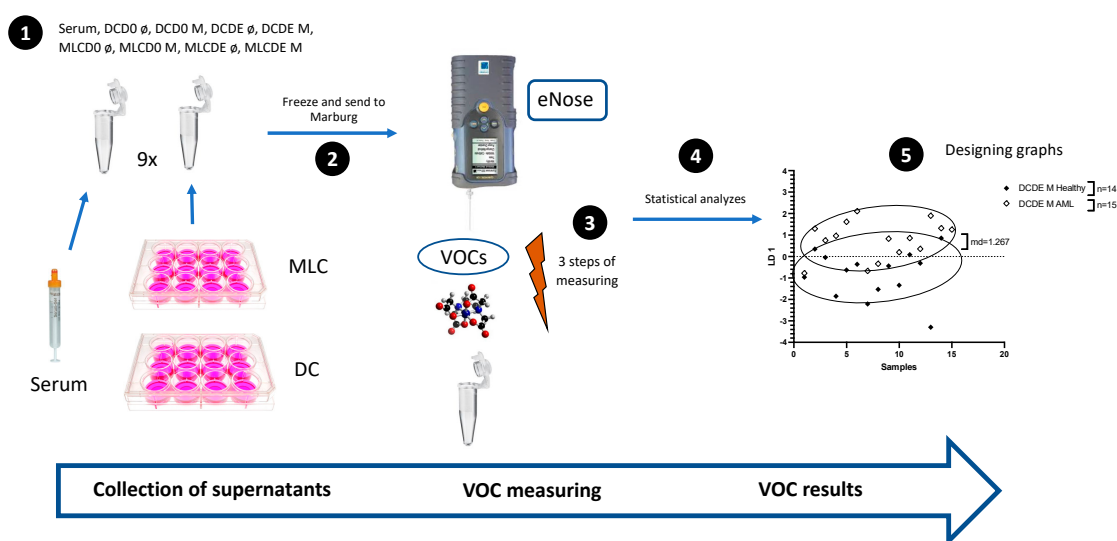 1
Serum, DCD0 ø, DCD0 M, DCDE ø, DCDE M,
MLCD0 ø, MLCD0 M, MLCDE ø, MLCDE M
9x
Serum
MLC
DC
Freeze and send to
Marburg
2
eNose
VOCs
3
3 steps of
measuring
4
Statistical analyzes
5
Designing graphs
DCDE M Healthy
n=14
DCDE M AML
n=15
md=1.267
LD 1
4
3
2
1
0
-1
-2
-3
-4
0
5
10
15
20
Samples
Collection of supernatants
VOC measuring
VOC results